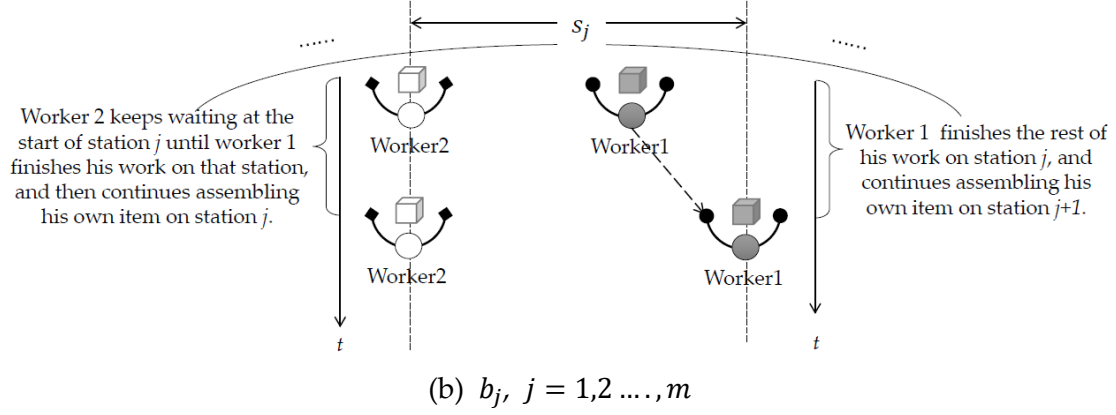 ......
S_j
......
Worker 2 keeps waiting at the
start of station j until worker 1
finishes his work on that station,
and then continues assembling
his own item on station j.
Worker2
Worker1
Worker 1 finishes the rest of
his work on station j, and
continues assembling his
own item on station j+1.
Worker2
Worker1
t
t
(b) b_j, j = 1,2 …., m